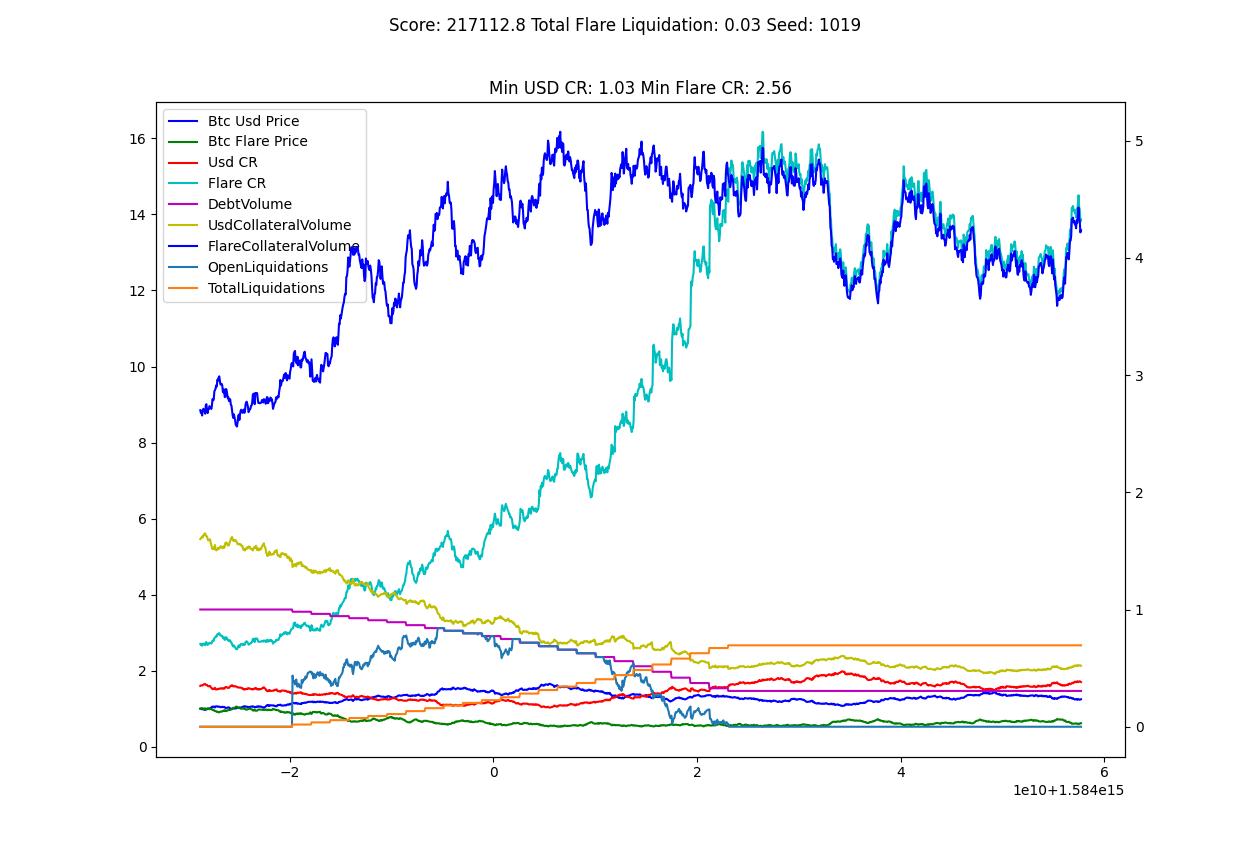 Score: 217112.8 Total Flare Liquidation: 0.03 Seed: 1019
Min USD CR: 1.03 Min Flare CR: 2.56
Btc Usd Price
Btc Flare Price
Usd CR
Flare CR
DebtVolume
UsdCollateralVolume
FlareCollateralVolume
OpenLiquidations
TotalLiquidations
16
14
12
10
8
6
4
2
0
5
4
3
2
1
0
−2
0
2
4
6
1e10+1.584e15